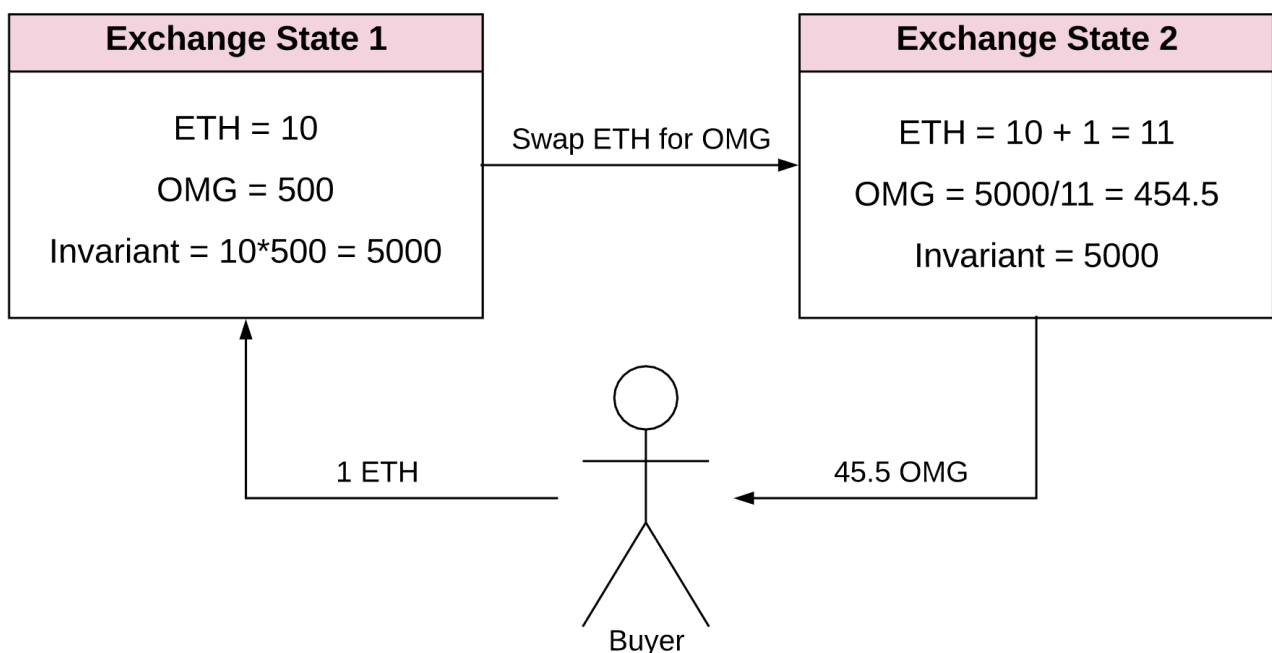 Exchange State 1
ETH = 10
OMG = 500
Invariant = 10*500 = 5000
Swap ETH for OMG
Exchange State 2
ETH = 10 + 1 = 11
OMG = 5000/11 = 454.5
Invariant = 5000
1 ETH
45.5 OMG
Buyer